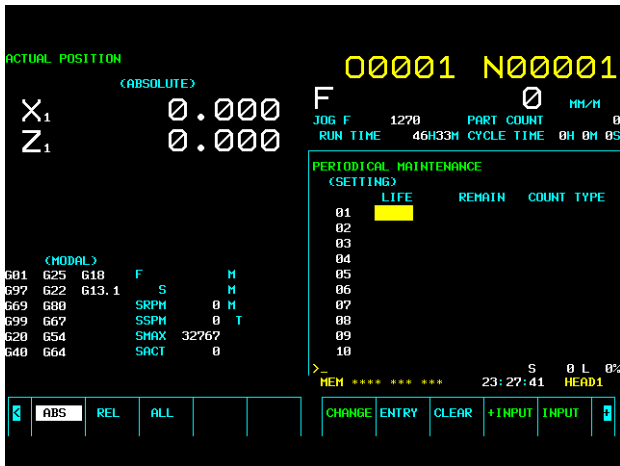 ACTUAL POSITION
O0001 N00001
(ABSOLUTE)
X1 0.000
Z1 0.000
F 0 MM/M
JOG F 1270 PART COUNT 0
RUN TIME 46H33M CYCLE TIME 0H 0M 0S
PERIODICAL MAINTENANCE
(SETTING)
LIFE REMAIN COUNT TYPE
01
02
03
04
05
06
07
08
09
10
(MODAL)
G01 G25 G18 F M
G97 G22 G13.1 S M
G69 G80 SRPM 0 M
G99 G67 SSPM 0 T
G20 G54 SMAX 32767
G40 G64 SACT 0
>_
S 0 L 0%
MEM **** *** *** 23:27:41 HEAD1
< ABS REL ALL
CHANGE ENTRY CLEAR +INPUT INPUT +